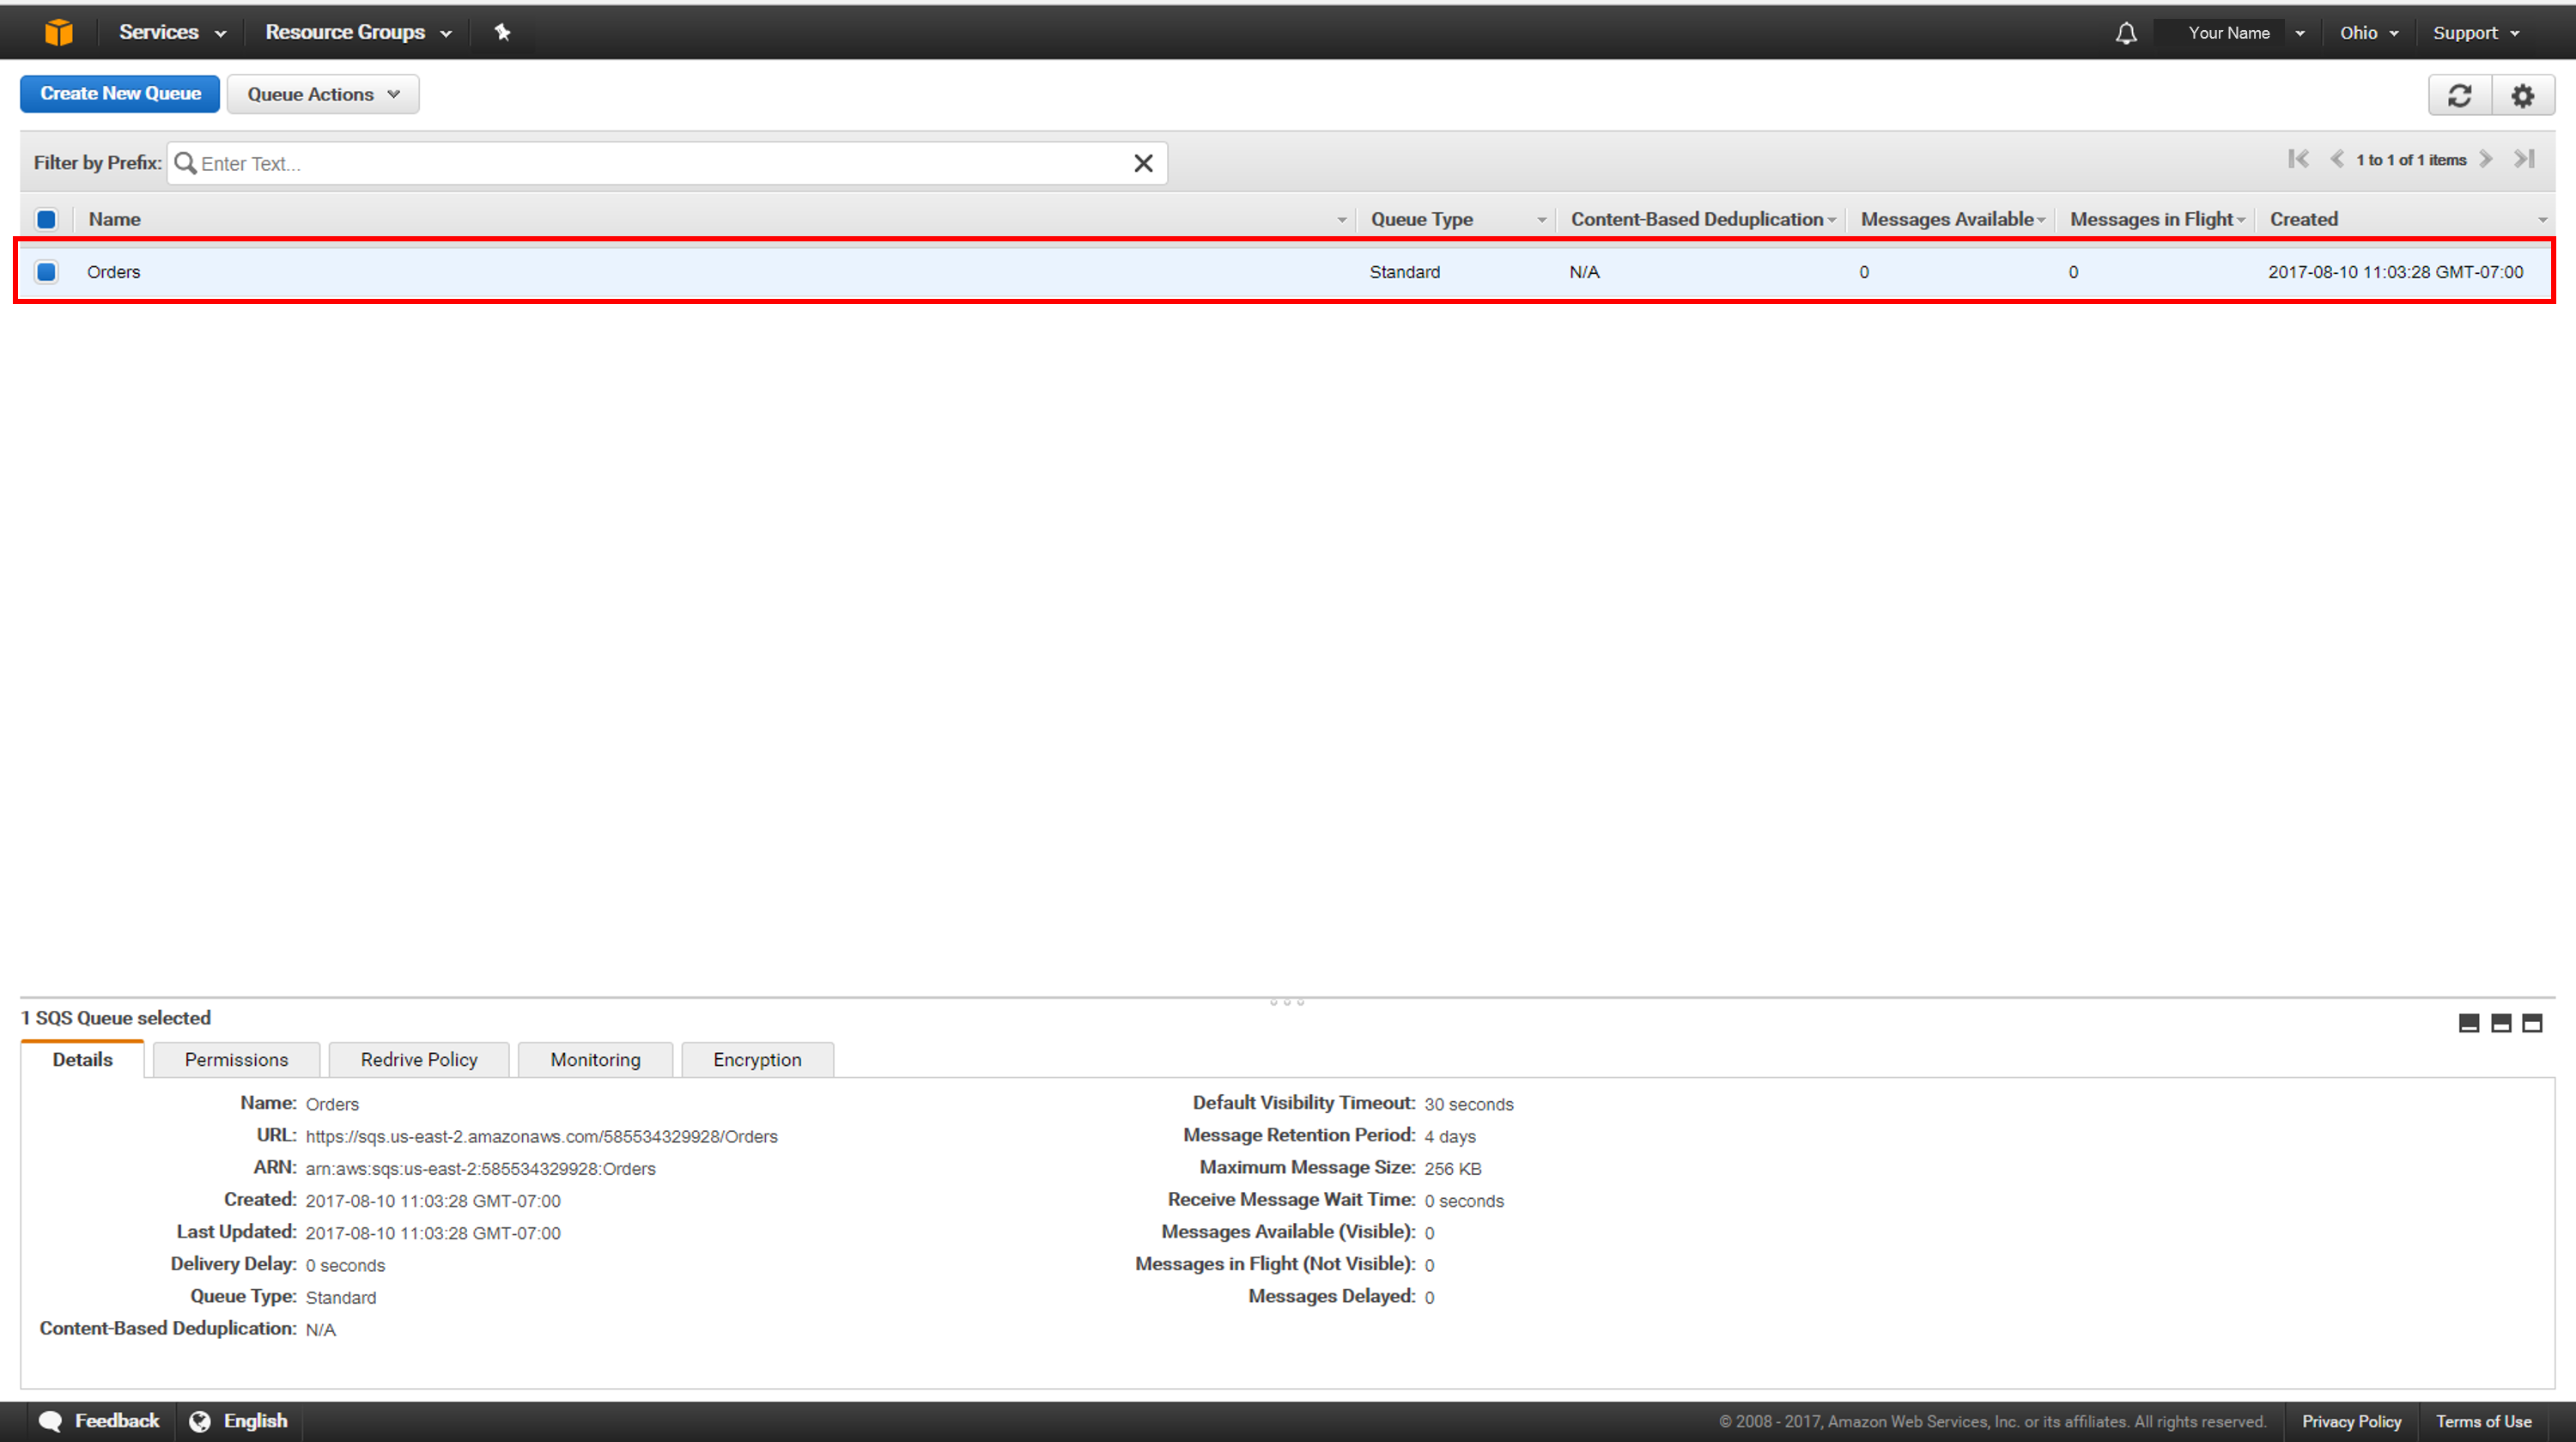 Services Resource Groups Your Name Ohio Support
Create New Queue Queue Actions
Filter by Prefix: Enter Text... 1 to 1 of 1 items
Name Queue Type Content-Based Deduplication Messages Available Messages in Flight Created
Orders Standard N/A 0 0 2017-08-10 11:03:28 GMT-07:00
1 SQS Queue selected
Details Permissions Redrive Policy Monitoring Encryption
Name: Orders Default Visibility Timeout: 30 seconds
URL: https://sqs.us-east-2.amazonaws.com/585534329928/Orders Message Retention Period: 4 days
ARN: arn:aws:sqs:us-east-2:585534329928:Orders Maximum Message Size: 256 KB
Created: 2017-08-10 11:03:28 GMT-07:00 Receive Message Wait Time: 0 seconds
Last Updated: 2017-08-10 11:03:28 GMT-07:00 Messages Available (Visible): 0
Delivery Delay: 0 seconds Messages in Flight (Not Visible): 0
Queue Type: Standard Messages Delayed: 0
Content-Based Deduplication: N/A
Feedback English © 2008 - 2017, Amazon Web Services, Inc. or its affiliates. All rights reserved. Privacy Policy Terms of Use